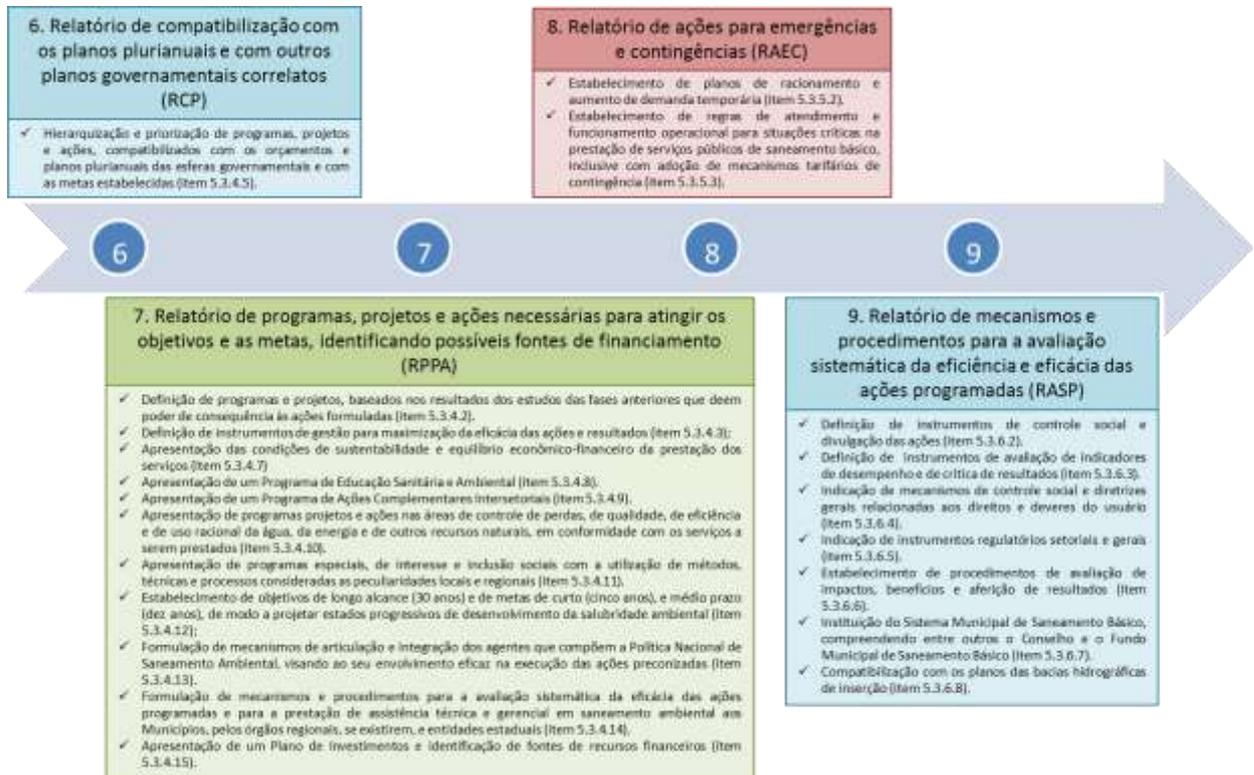 6. Relatório de compatibilização com
os planos plurianuais e com outros
planos governamentais correlatos
(RCP)
✓ Hierarquização e priorização de programas, projetos
e ações, compatibilizados com os orçamentos e
planos plurianuais das esferas governamentais e com
as metas estabelecidas (item 5.3.4.5).
8. Relatório de ações para emergências
e contingências (RAEC)
✓ Estabelecimento de planos de racionamento e
aumento de demanda temporária (item 5.3.5.2).
✓ Estabelecimento de regras de atendimento e
funcionamento operacional para situações críticas na
prestação de serviços públicos de saneamento básico,
inclusive com adoção de mecanismos tarifários de
contingência (item 5.3.5.3).
6
7
8
9
7. Relatório de programas, projetos e ações necessárias para atingir os
objetivos e as metas, identificando possíveis fontes de financiamento
(RPPA)
✓ Definição de programas e projetos, baseados nos resultados dos estudos das fases anteriores que deem
poder de consequência às ações formuladas (item 5.3.4.2).
✓ Definição de instrumentos de gestão para maximização da eficácia das ações e resultados (item 5.3.4.3);
✓ Apresentação das condições de sustentabilidade e equilíbrio econômico-financeiro da prestação dos
serviços (item 5.3.4.7)
✓ Apresentação de um Programa de Educação Sanitária e Ambiental (item 5.3.4.8).
✓ Apresentação de um Programa de Ações Complementares Intersetoriais (item 5.3.4.9).
✓ Apresentação de programas projetos e ações nas áreas de controle de perdas, de qualidade, de eficiência
e de uso racional da água, da energia e de outros recursos naturais, em conformidade com os serviços a
serem prestados (item 5.3.4.10).
✓ Apresentação de programas especiais, de interesse e inclusão sociais com a utilização de métodos,
técnicas e processos consideradas as peculiaridades locais e regionais (item 5.3.4.11).
✓ Estabelecimento de objetivos de longo alcance (30 anos) e de metas de curto (cinco anos), e médio prazo
(dez anos), de modo a projetar estados progressivos de desenvolvimento da salubridade ambiental (item
5.3.4.12);
✓ Formulação de mecanismos de articulação e integração dos agentes que compõem a Política Nacional de
Saneamento Ambiental, visando ao seu envolvimento eficaz na execução das ações preconizadas (item
5.3.4.13).
✓ Formulação de mecanismos e procedimentos para a avaliação sistemática da eficácia das ações
programadas e para a prestação de assistência técnica e gerencial em saneamento ambiental aos
Municípios, pelos órgãos regionais, se existirem, e entidades estaduais (item 5.3.4.14).
✓ Apresentação de um Plano de Investimentos e identificação de fontes de recursos financeiros (item
5.3.4.15).
9. Relatório de mecanismos e
procedimentos para a avaliação
sistemática da eficiência e eficácia das
ações programadas (RASP)
✓ Definição de instrumentos de controle social e
divulgação das ações (item 5.3.6.2).
✓ Definição de instrumentos de avaliação de indicadores
de desempenho e de crítica de resultados (item 5.3.6.3).
✓ Indicação de mecanismos de controle social e diretrizes
gerais relacionadas aos direitos e deveres do usuário
(item 5.3.6.4).
✓ Indicação de instrumentos regulatórios setoriais e gerais
(item 5.3.6.5).
✓ Estabelecimento de procedimentos de avaliação de
impactos, benefícios e aferição de resultados (item
5.3.6.6).
✓ Instituição do Sistema Municipal de Saneamento Básico,
compreendendo entre outros o Conselho e o Fundo
Municipal de Saneamento Básico (item 5.3.6.7).
✓ Compatibilização com os planos das bacias hidrográficas
de inserção (item 5.3.6.8).